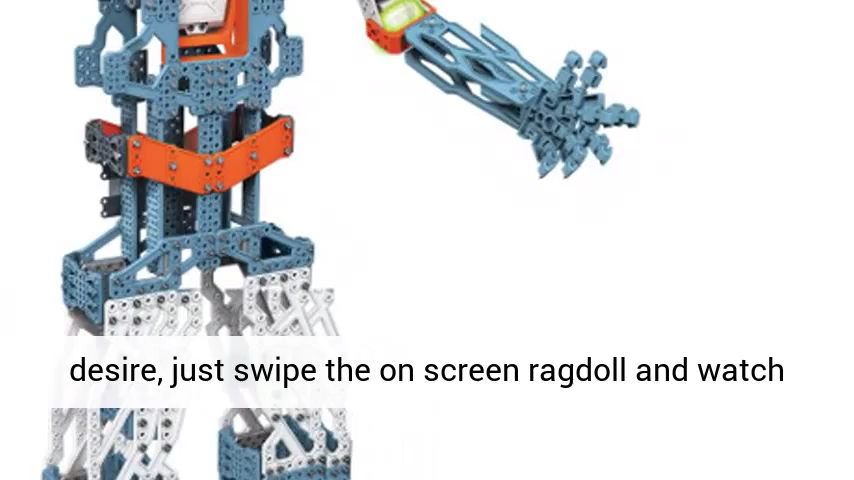 desire, just swipe the on screen ragdoll and watch